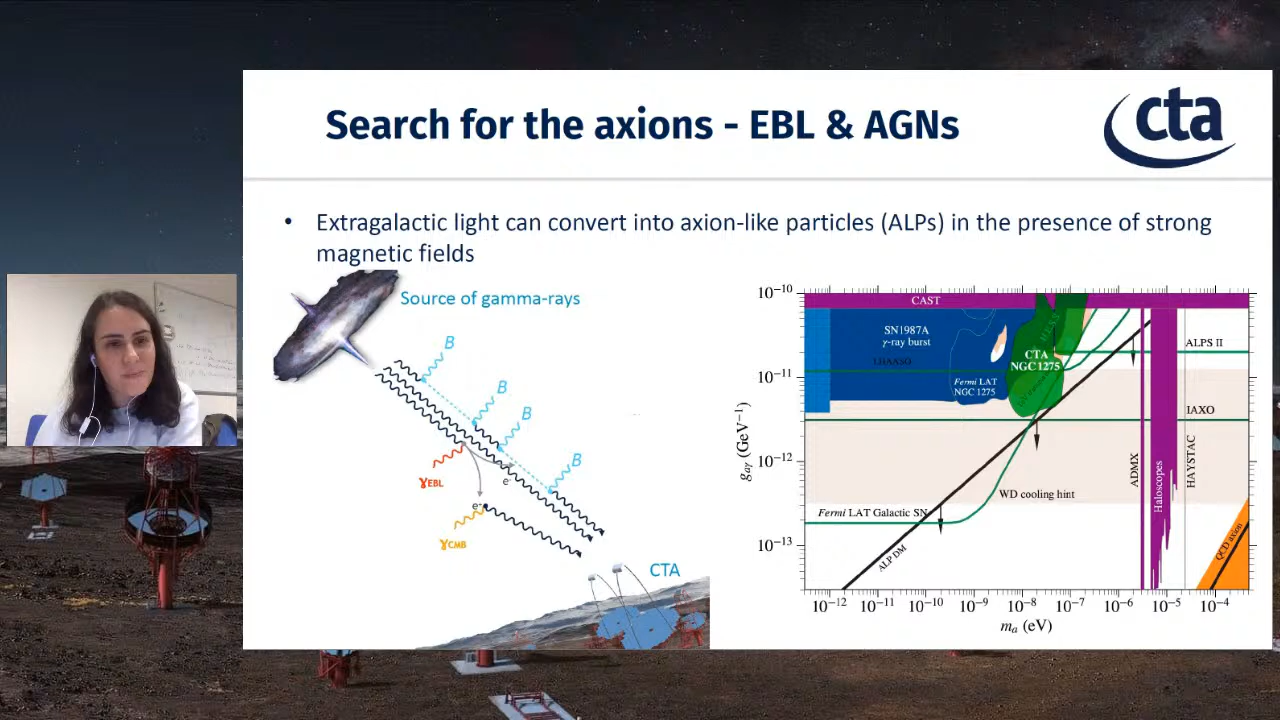 Search for the axions - EBL & AGNs
cta
• Extragalactic light can convert into axion-like particles (ALPs) in the presence of strong
magnetic fields
Source of gamma-rays
B
B
B
B
e-
γEBL
e-
γCMB
CTA
10⁻¹⁰
10⁻¹¹
10⁻¹²
10⁻¹³
gaγ (GeV⁻¹)
CAST
SN1987A
γ-ray burst
LHAASO
Fermi LAT
NGC 1275
H.E.S.S.
CTA
NGC 1275
ALPS II
IAXO
WD cooling hint
Fermi LAT Galactic SN
ALP DM
ADMX
Haloscopes
HAYSTAC
QCD axion
10⁻¹² 10⁻¹¹ 10⁻¹⁰ 10⁻⁹ 10⁻⁸ 10⁻⁷ 10⁻⁶ 10⁻⁵ 10⁻⁴
ma (eV)